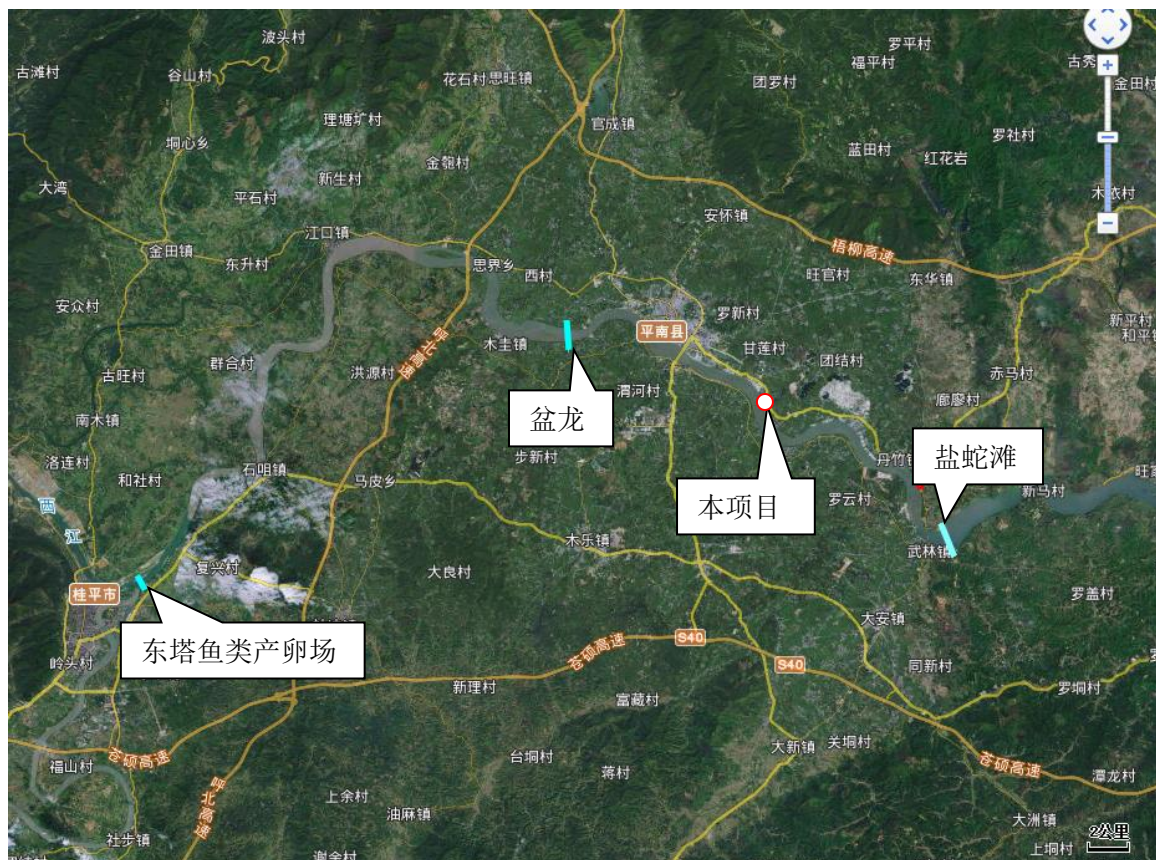 波头村
罗平村
古滩村
谷山村
花石村
思旺镇
福平村
古秀
团罗村
金田村
理塘圹村
官成镇
罗社村
垌心乡
蓝田村
红花岩
金匏村
大湾
新生村
平石村
木依村
安怀镇
江口镇
梧柳高速
金田镇
东升村
思界乡
西村
旺官村
东华镇
安众村
呼北高速
罗新村
新平村
平南县
和平镇
木圭镇
甘莲村
群合村
团结村
洪源村
赤马村
古旺村
渭河村
廊廖村
盆龙
南木镇
盐蛇滩
步新村
丹竹镇
洛连村
石咀镇
和社村
马皮乡
本项目
罗云村
新马村
西江
木乐镇
武林镇
复兴村
大良村
桂平市
罗盖村
大安镇
东塔鱼类产卵场
S40
苍硕高速
岭头村
S40
同新村
新理村
罗垌村
富藏村
苍硕高速
大新镇
关垌村
福山村
台垌村
蒋村
苍硕高速
潭龙村
呼北高速
上余村
油麻镇
大洲镇
社步镇
2公里
上垌村